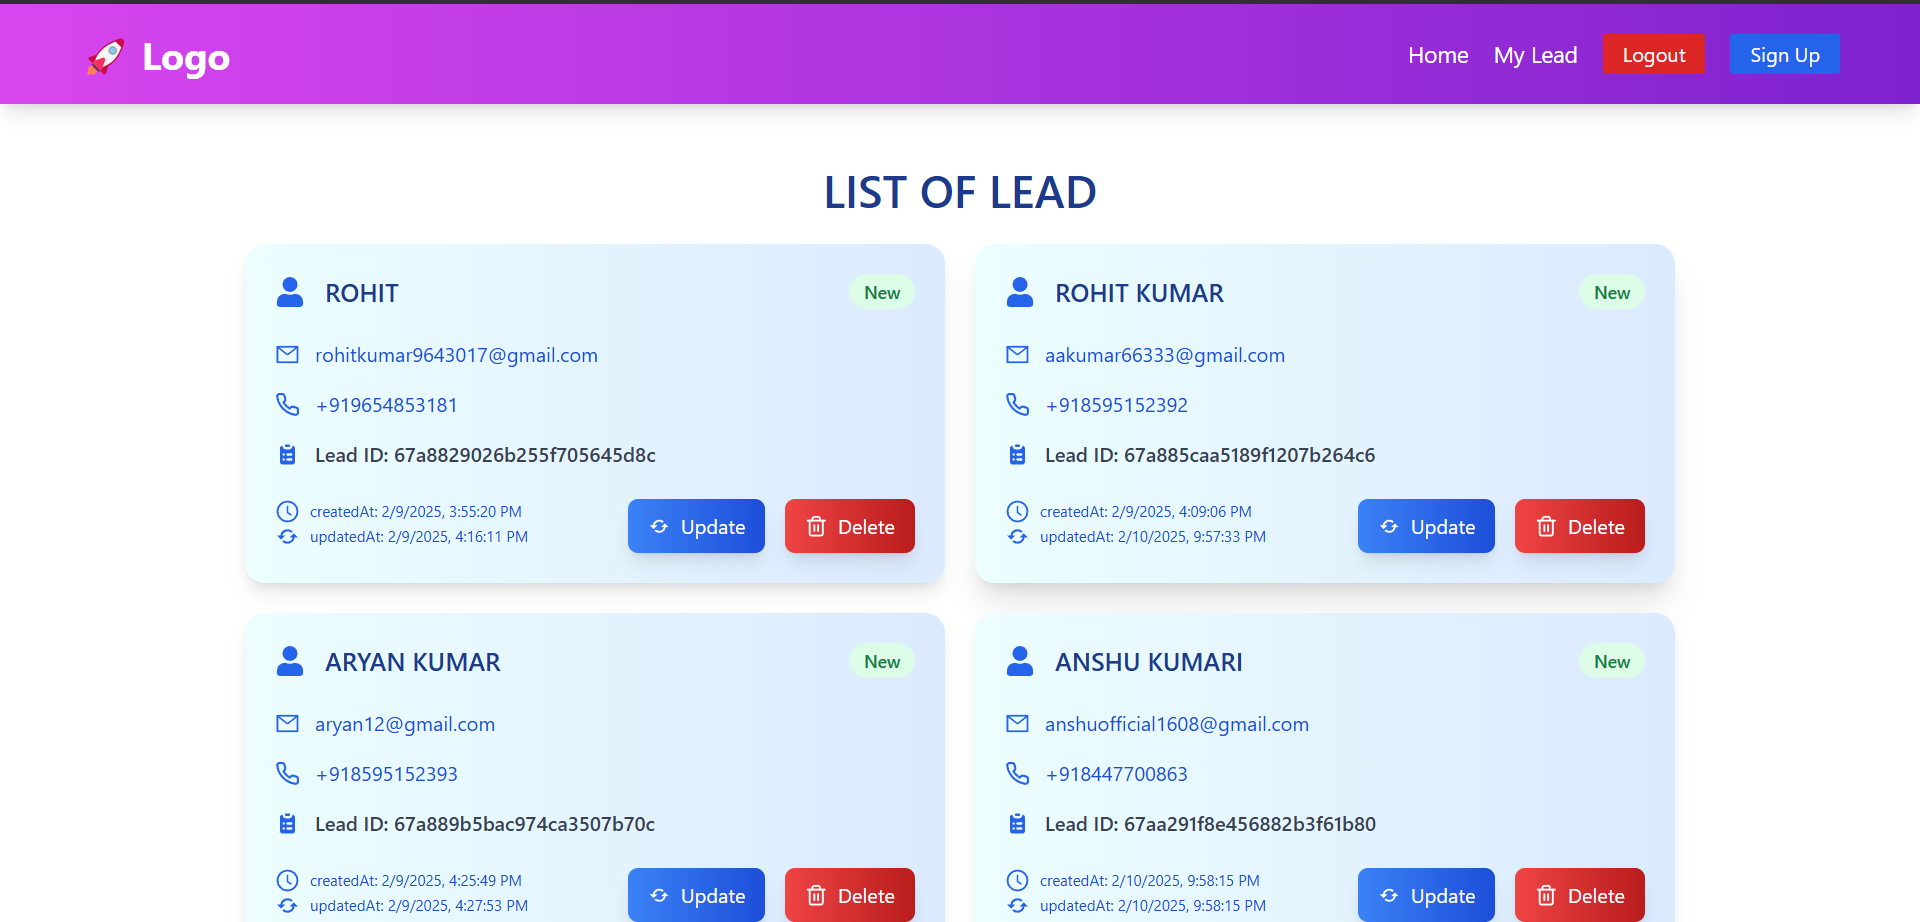 Logo
Home My Lead Logout Sign Up
LIST OF LEAD
ROHIT New
rohitkumar9643017@gmail.com
+919654853181
Lead ID: 67a8829026b255f705645d8c
createdAt: 2/9/2025, 3:55:20 PM
updatedAt: 2/9/2025, 4:16:11 PM
Update Delete
ROHIT KUMAR New
aakumar66333@gmail.com
+918595152392
Lead ID: 67a885caa5189f1207b264c6
createdAt: 2/9/2025, 4:09:06 PM
updatedAt: 2/10/2025, 9:57:33 PM
Update Delete
ARYAN KUMAR New
aryan12@gmail.com
+918595152393
Lead ID: 67a889b5bac974ca3507b70c
createdAt: 2/9/2025, 4:25:49 PM
updatedAt: 2/9/2025, 4:27:53 PM
Update Delete
ANSHU KUMARI New
anshuofficial1608@gmail.com
+918447700863
Lead ID: 67aa291f8e456882b3f61b80
createdAt: 2/10/2025, 9:58:15 PM
updatedAt: 2/10/2025, 9:58:15 PM
Update Delete